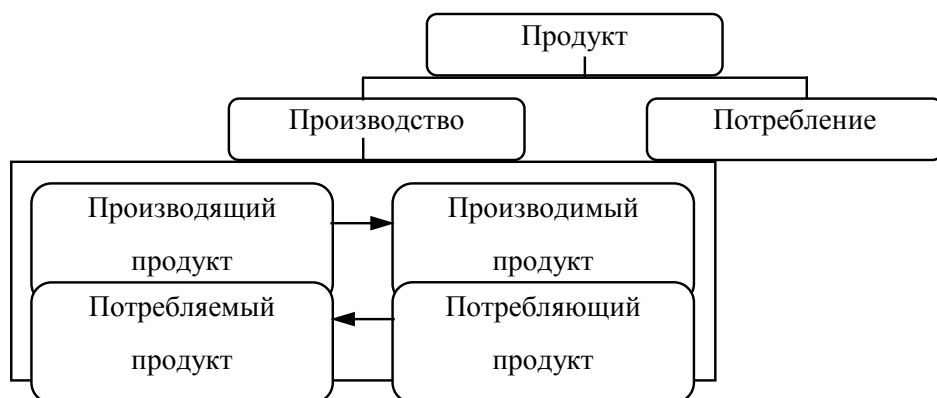 Продукт
Производство
Потребление
Производящий
продукт
Производимый
продукт
Потребляемый
продукт
Потребляющий
продукт